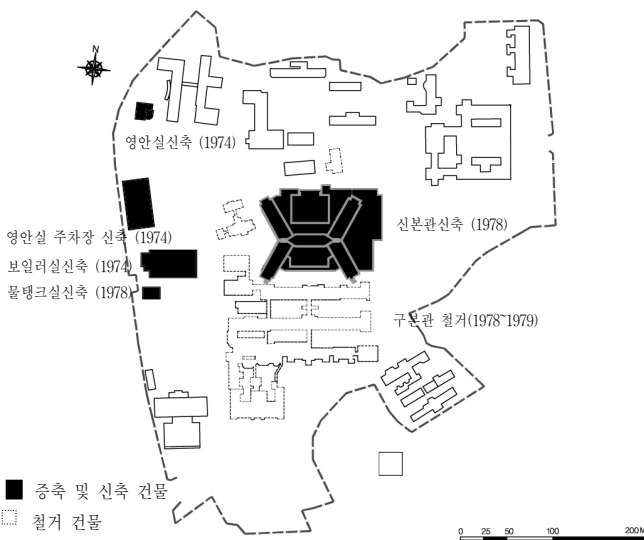 N
영안실신축 (1974)
신본관신축 (1978)
영안실 주차장 신축 (1974)
보일러실신축 (1974)
물탱크실신축 (1978)
구본관 철거(1978~1979)
증축 및 신축 건물
철거 건물
0 25 50 100 200M